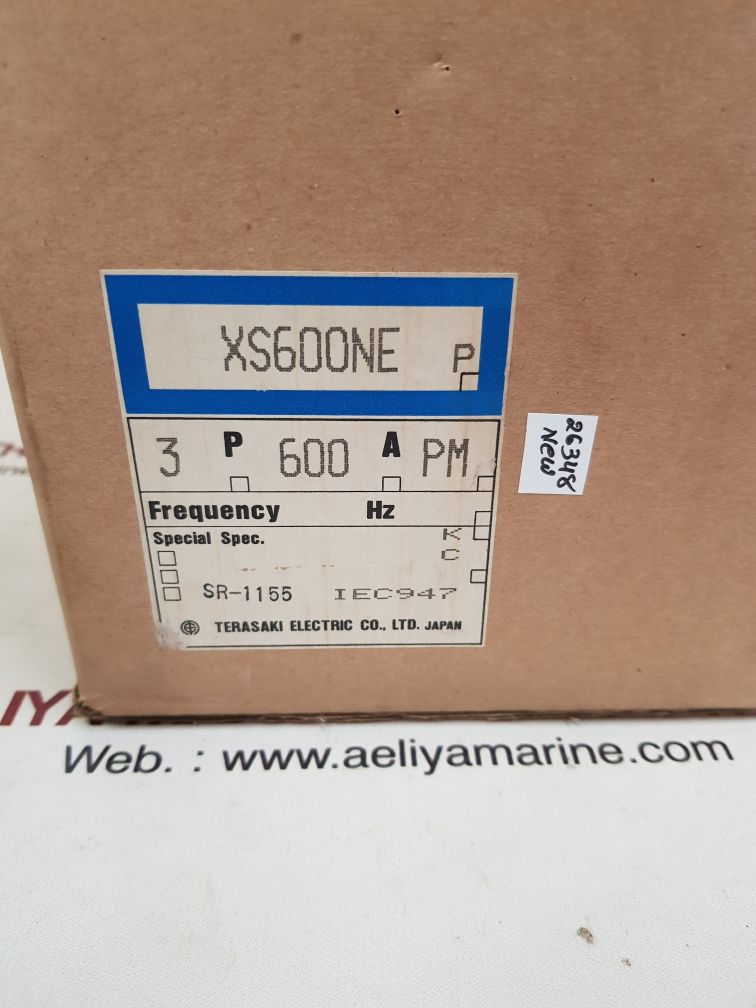 XS600NE P
3 P 600 A PM
Frequency Hz
Special Spec. K
C
SR-1155 IEC947
TERASAKI ELECTRIC CO., LTD. JAPAN
26348
New
IYA
Web. : www.aeliyamarine.com